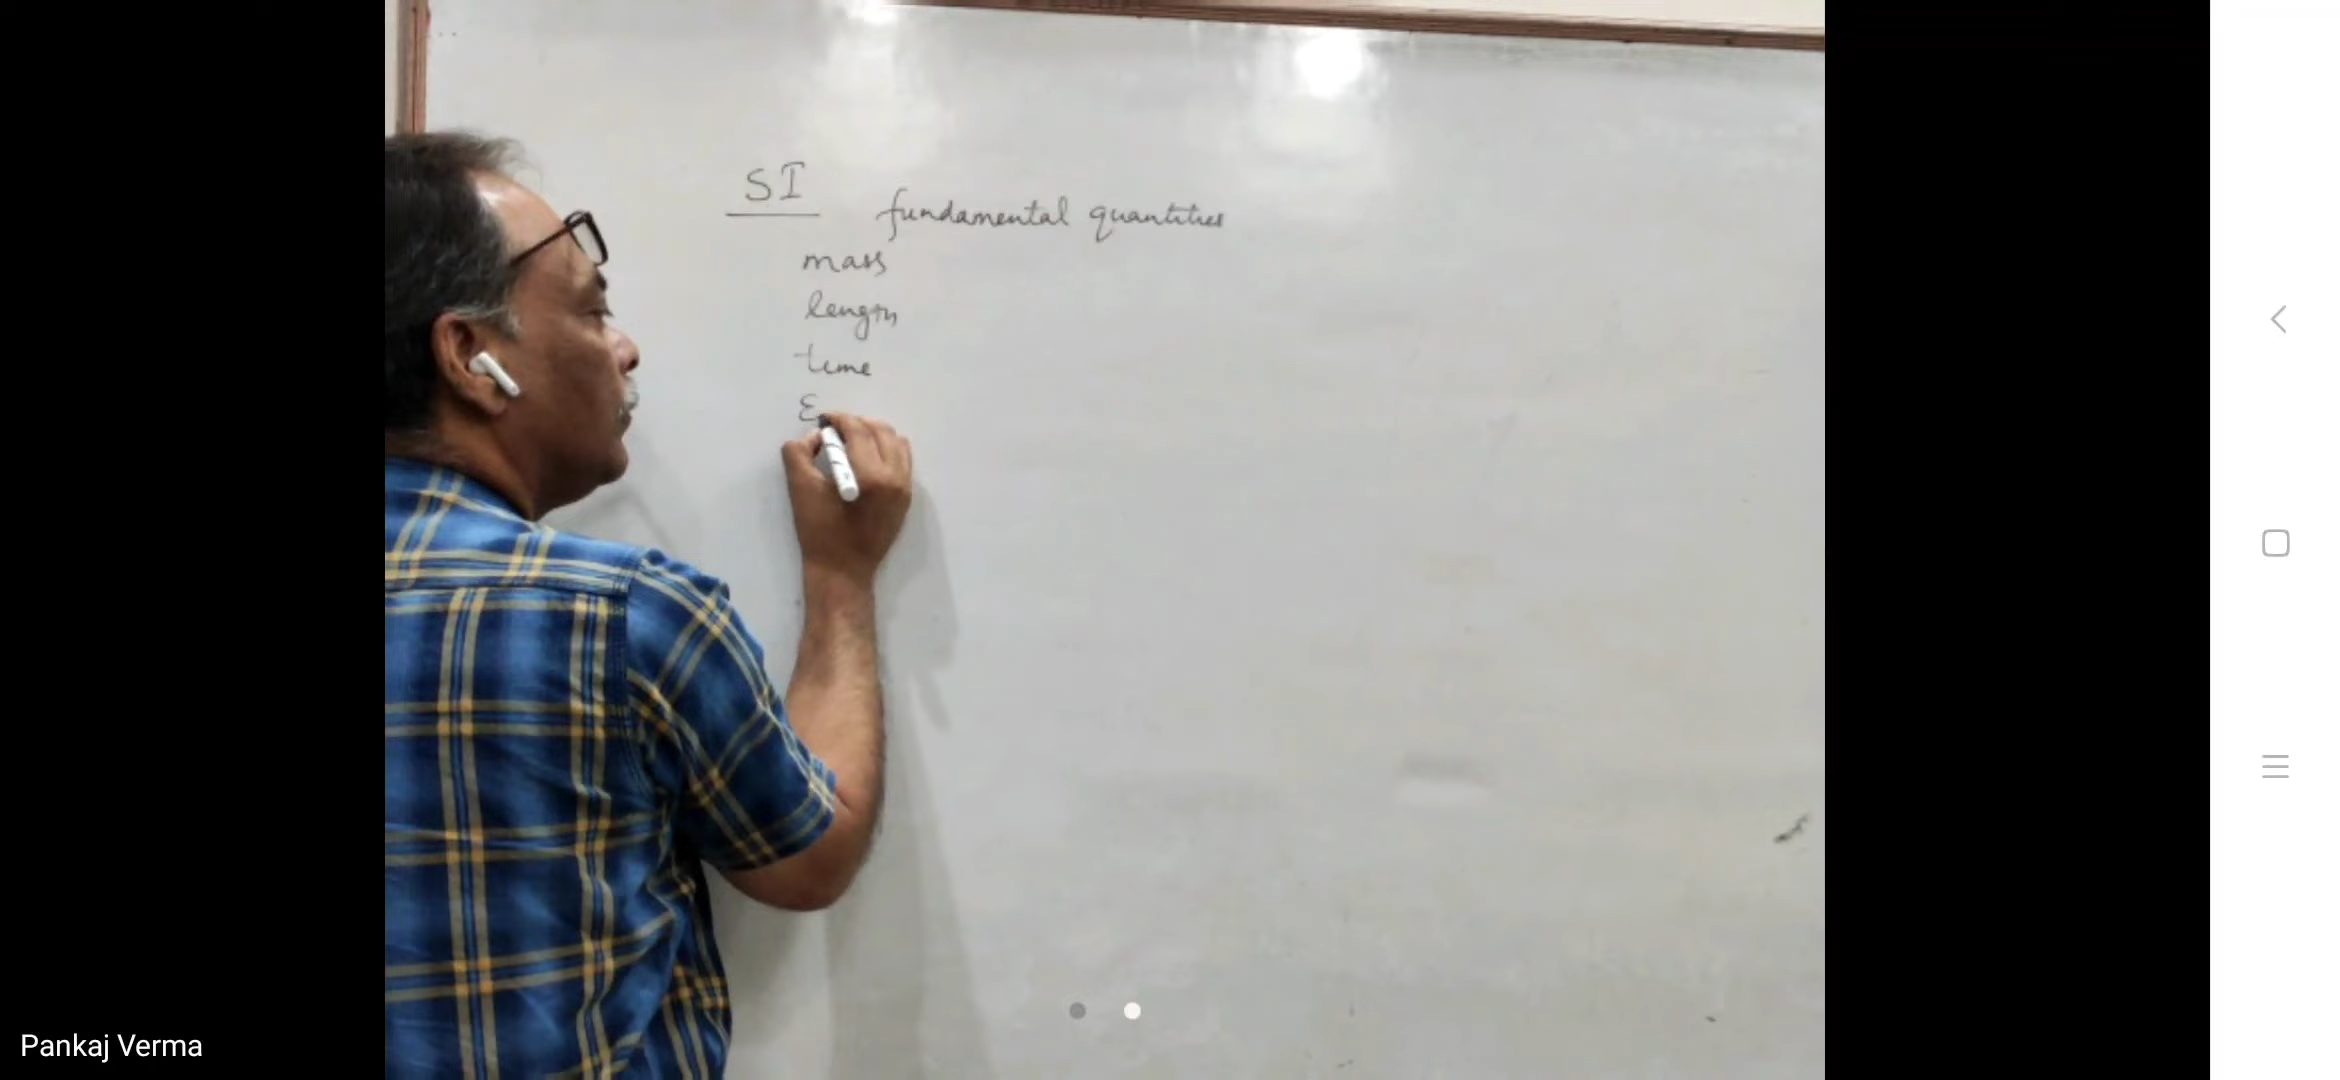 SI
fundamental quantities
mass
length
time
E
Pankaj Verma